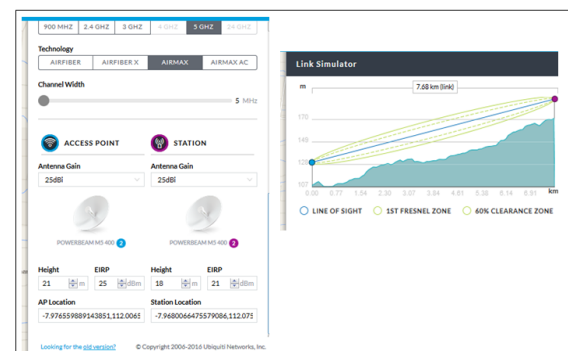 900 MHZ 2.4 GHZ 3 GHZ 4 GHZ 5 GHZ 24 GHZ
Technology
AIRFIBER AIRFIBER X AIRMAX AIRMAX AC
Channel Width
5 MHz
ACCESS POINT STATION
Antenna Gain Antenna Gain
25dBi 25dBi
POWERBEAM M5 400 2 POWERBEAM M5 400 2
Height EIRP Height EIRP
21 m 25 dBm 18 m 21 dBm
AP Location Station Location
-7.976559889143851,112.0065 -7.9680066475579086,112.075
Looking for the old version? © Copyright 2006-2016 Ubiquiti Networks, Inc.
Link Simulator
m 7.68 km (link)
170
149
128
107
0.00 0.77 1.54 2.30 3.07 3.84 4.61 5.38 6.14 6.91 km
LINE OF SIGHT 1ST FRESNEL ZONE 60% CLEARANCE ZONE